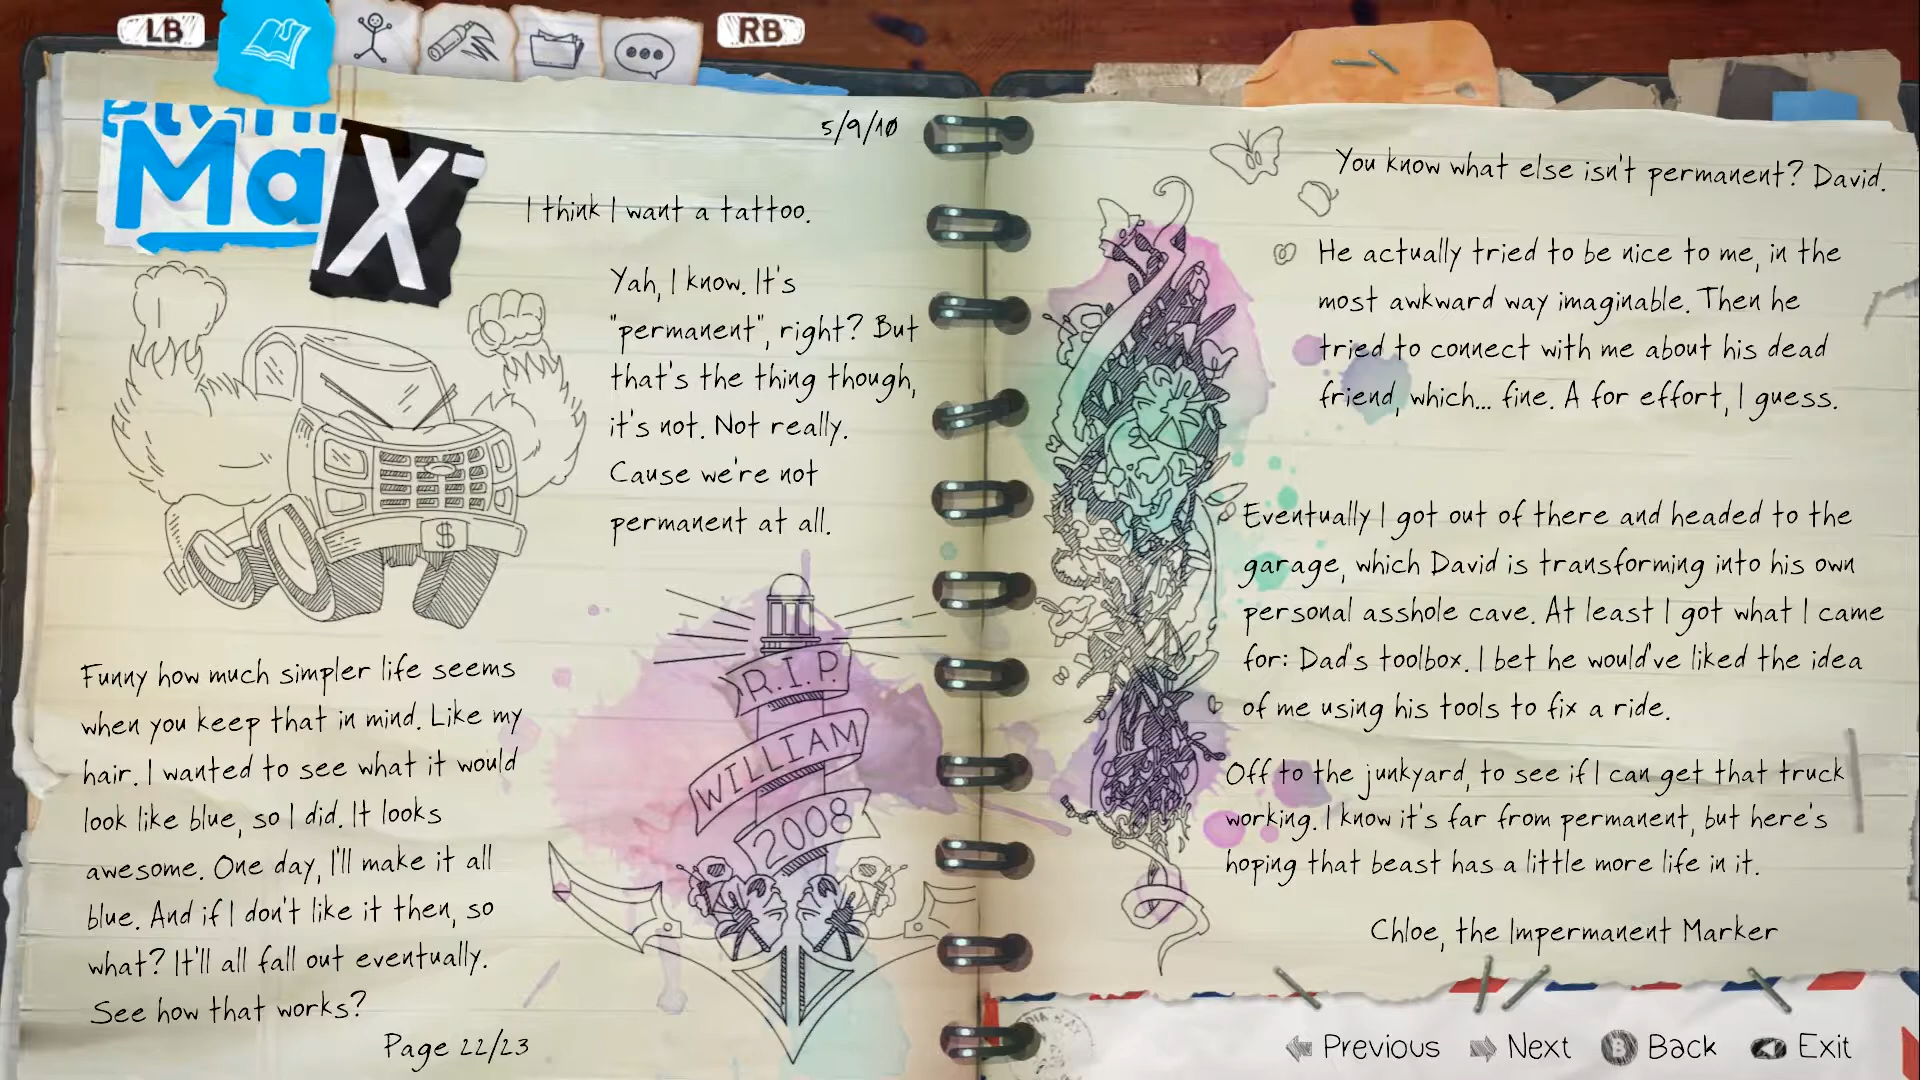 LB
RB
Max
5/9/10
I think I want a tattoo.
Yah, I know. It's
"permanent", right? But
that's the thing though,
it's not. Not really.
Cause we're not
permanent at all.
$
Funny how much simpler life seems
when you keep that in mind. Like my
hair. I wanted to see what it would
look like blue, so I did. It looks
awesome. One day, I'll make it all
blue. And if I don't like it then, so
what? It'll all fall out eventually.
See how that works?
R.I.P.
WILLIAM
2008
Page 22/23
You know what else isn't permanent? David.
He actually tried to be nice to me, in the
most awkward way imaginable. Then he
tried to connect with me about his dead
friend, which... fine. A for effort, I guess.
Eventually I got out of there and headed to the
garage, which David is transforming into his own
personal asshole cave. At least I got what I came
for: Dad's toolbox. I bet he would've liked the idea
of me using his tools to fix a ride.
Off to the junkyard, to see if I can get that truck
working. I know it's far from permanent, but here's
hoping that beast has a little more life in it.
Chloe, the Impermanent Marker
Previous
Next
B
Back
Exit